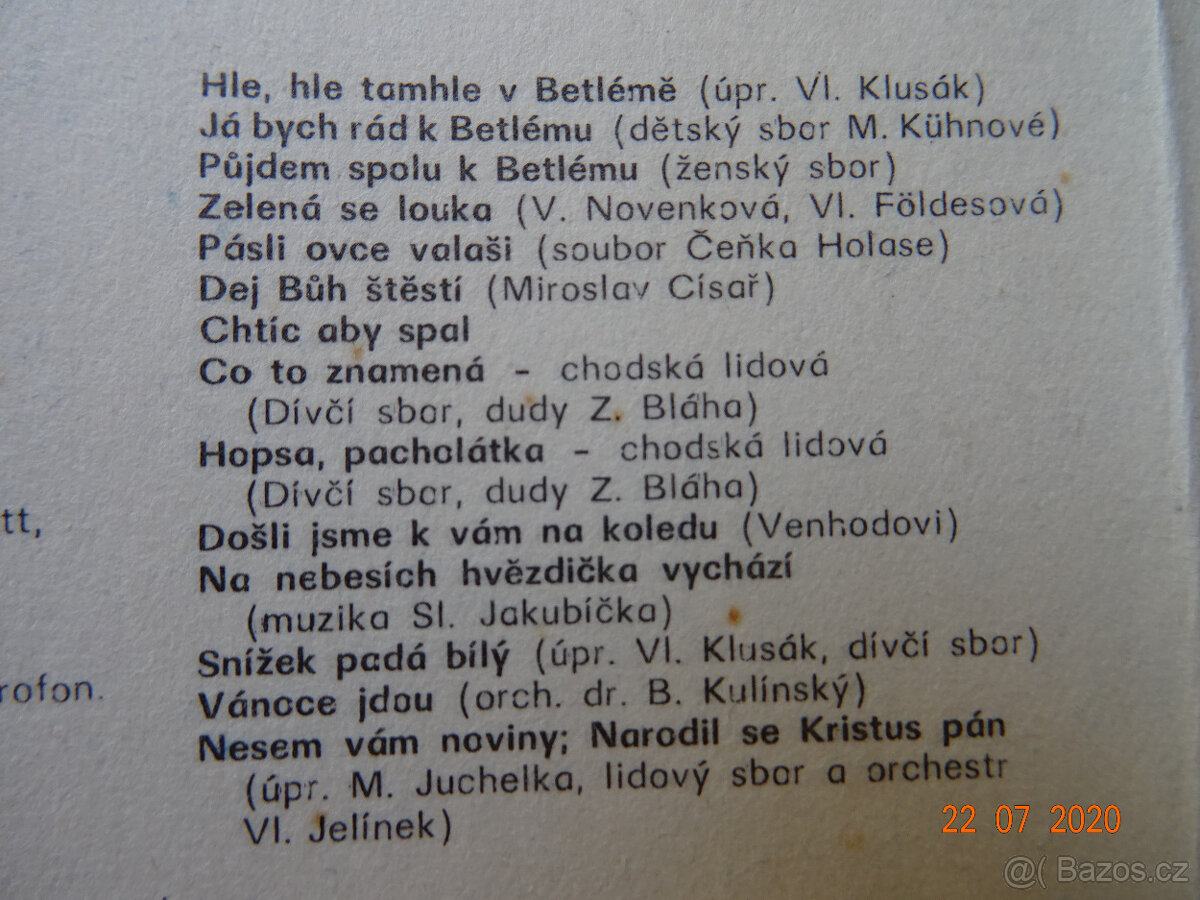 Hle, hle tamhle v Betlémě (úpr. Vl. Klusák)
Já bych rád k Betlému (dětský sbor M. Kühnové)
Půjdem spolu k Betlému (ženský sbor)
Zelená se louka (V. Novenková, Vl. Földesová)
Pásli ovce valaši (soubor Čeňka Holase)
Dej Bůh štěstí (Miroslav Císař)
Chtíc aby spal
Co to znamená - chodská lidová
(Dívčí sbor, dudy Z. Bláha)
Hopsa, pacholátka - chodská lidová
(Dívčí sbor, dudy Z. Bláha)
tt,
Došli jsme k vám na koledu (Venhodovi)
Na nebesích hvězdička vychází
(muzika Sl. Jakubíčka)
Snížek padá bílý (úpr. Vl. Klusák, dívčí sbor)
rofon.
Vánoce jdou (orch. dr. B. Kulínský)
Nesem vám noviny; Narodil se Kristus pán
(úpr. M. Juchelka, lidový sbor a orchestr
Vl. Jelínek)
22 07 2020
@( Bazos.cz